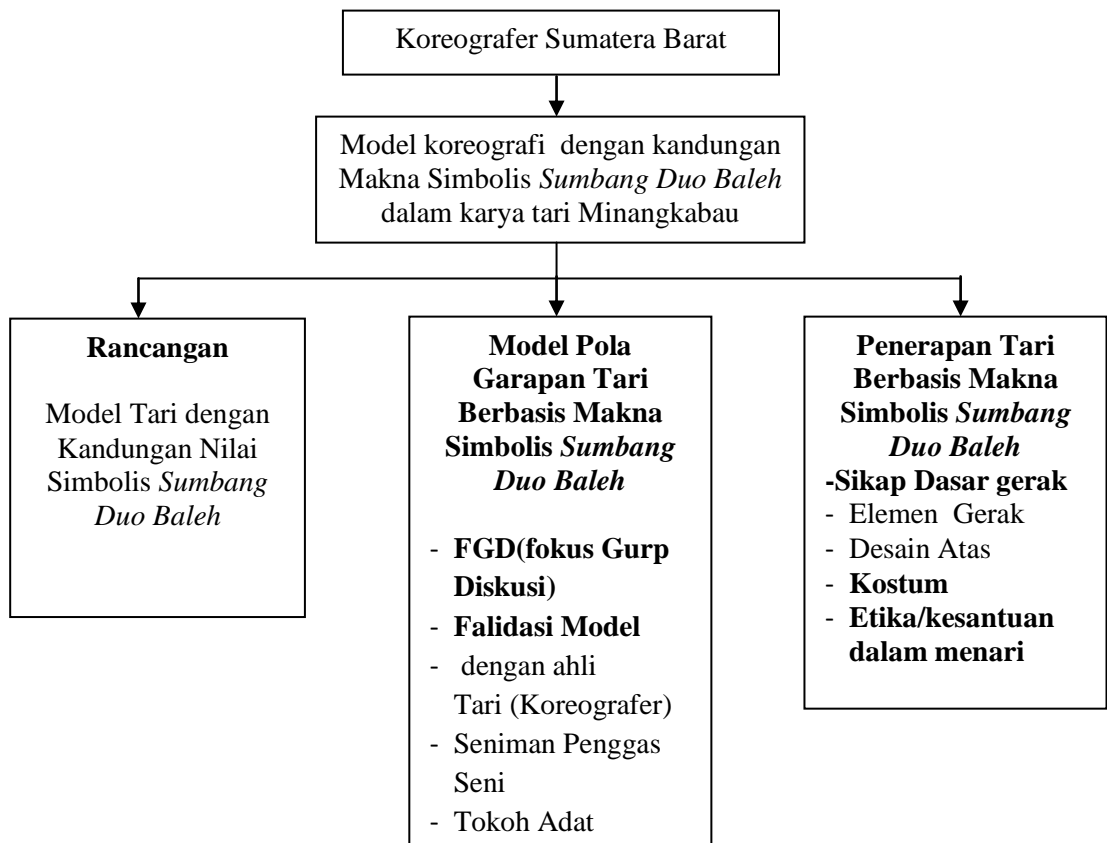 Koreografer Sumatera Barat
Model koreografi dengan kandungan
Makna Simbolis Sumbang Duo Baleh
dalam karya tari Minangkabau
Rancangan
Model Tari dengan
Kandungan Nilai
Simbolis Sumbang
Duo Baleh
Model Pola
Garapan Tari
Berbasis Makna
Simbolis Sumbang
Duo Baleh
- FGD(fokus Gurp
Diskusi)
- Falidasi Model
- dengan ahli
Tari (Koreografer)
- Seniman Penggas
Seni
- Tokoh Adat
Penerapan Tari
Berbasis Makna
Simbolis Sumbang
Duo Baleh
-Sikap Dasar gerak
- Elemen Gerak
- Desain Atas
- Kostum
- Etika/kesantuan
dalam menari